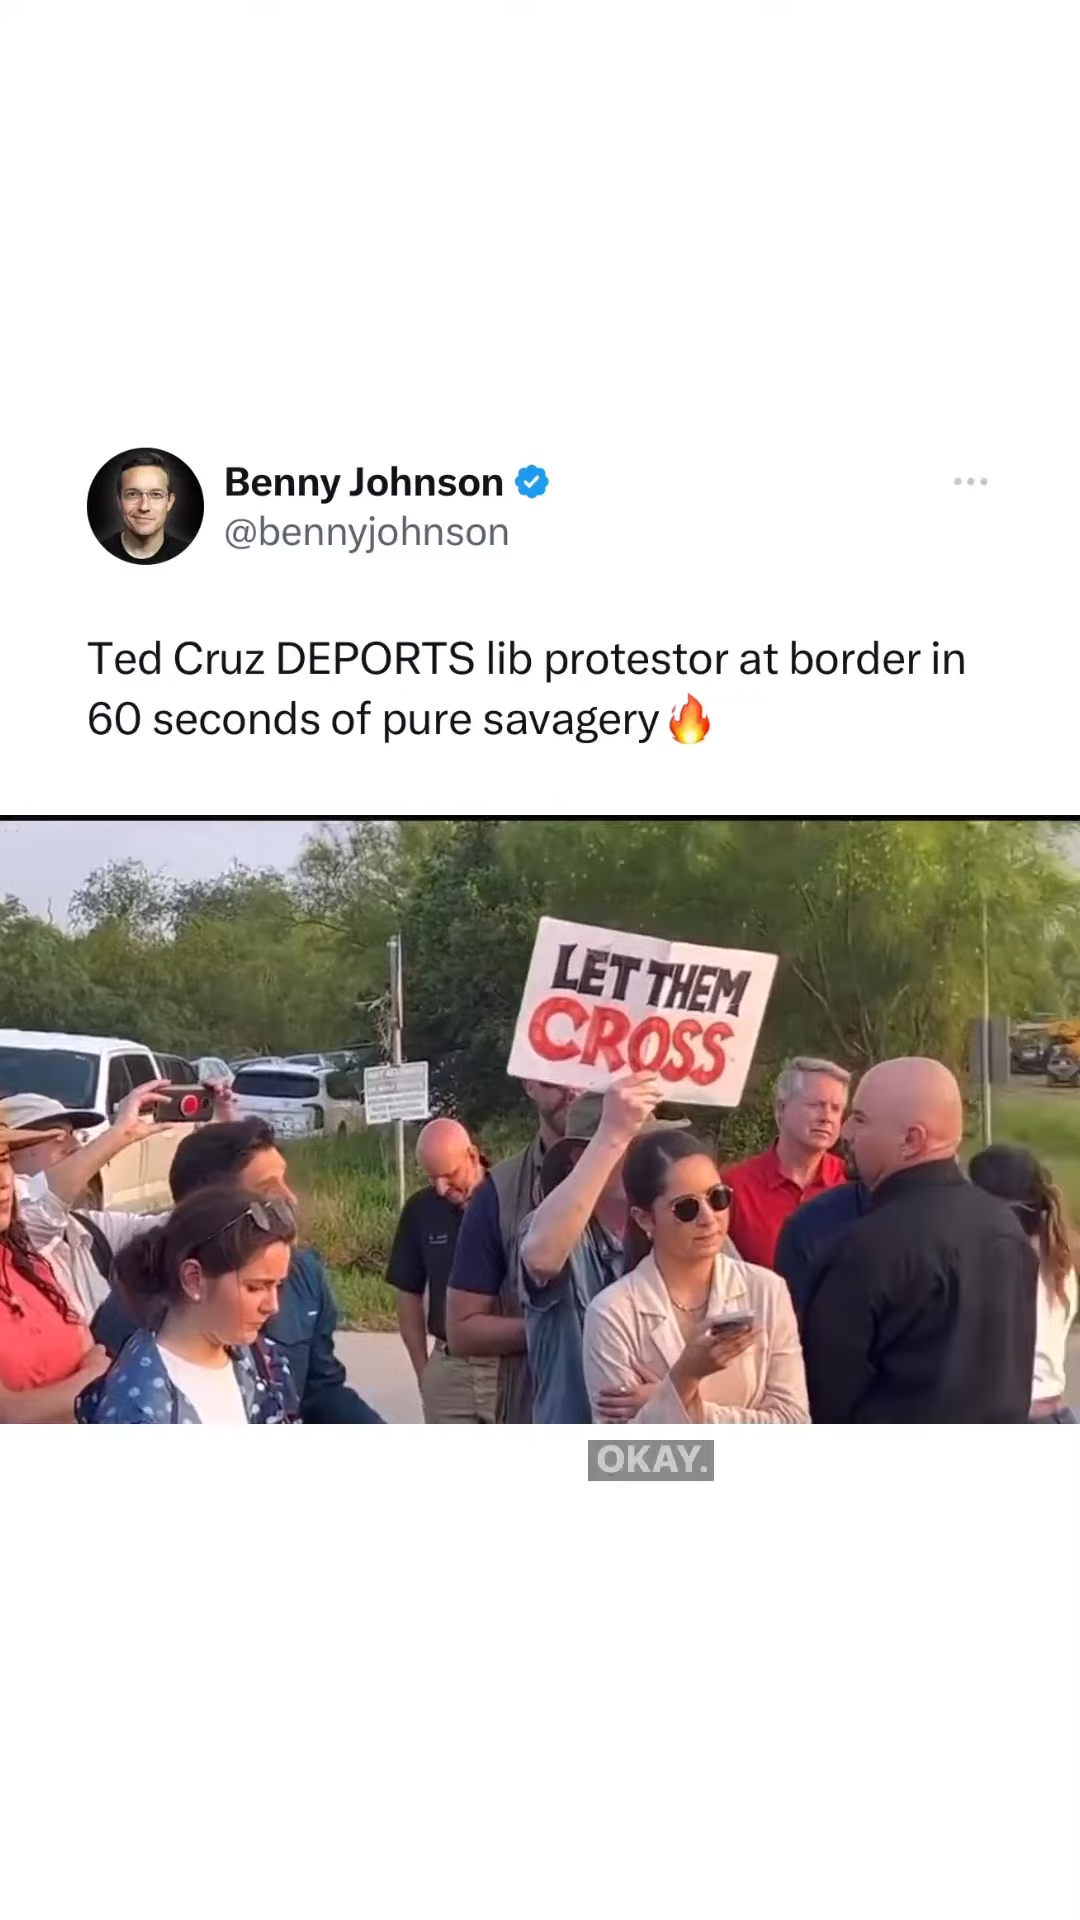 Benny Johnson
@bennyjohnson
Ted Cruz DEPORTS lib protestor at border in
60 seconds of pure savagery🔥
LET THEM
CROSS
OKAY.